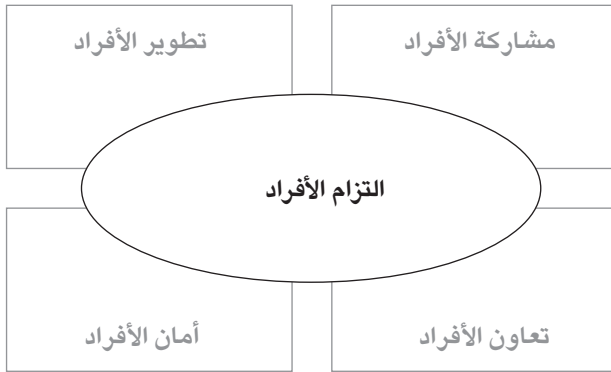 مشاركة الأفراد
تطوير الأفراد
التزام الأفراد
تعاون الأفراد
أمان الأفراد